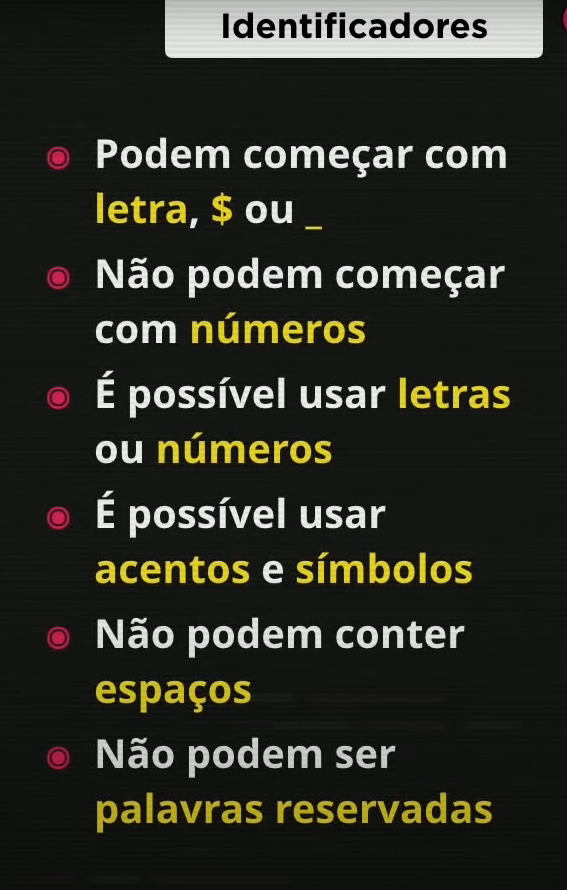 Identificadores
Podem começar com
letra, $ ou _
Não podem começar
com números
É possível usar letras
ou números
É possível usar
acentos e símbolos
Não podem conter
espaços
Não podem ser
palavras reservadas